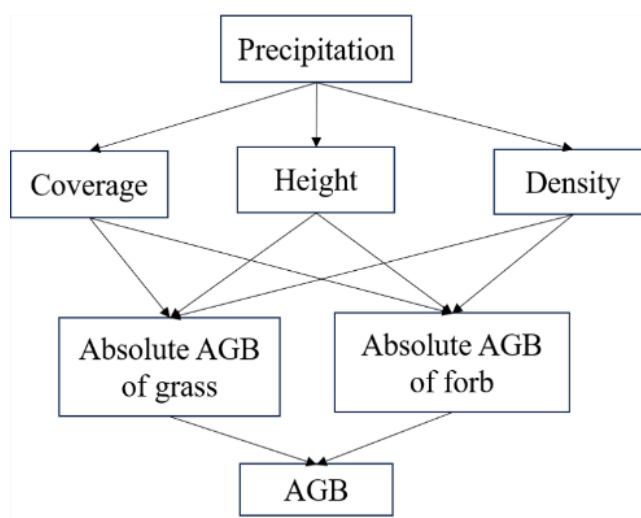 Precipitation
Coverage
Height
Density
Absolute AGB
of grass
Absolute AGB
of forb
AGB